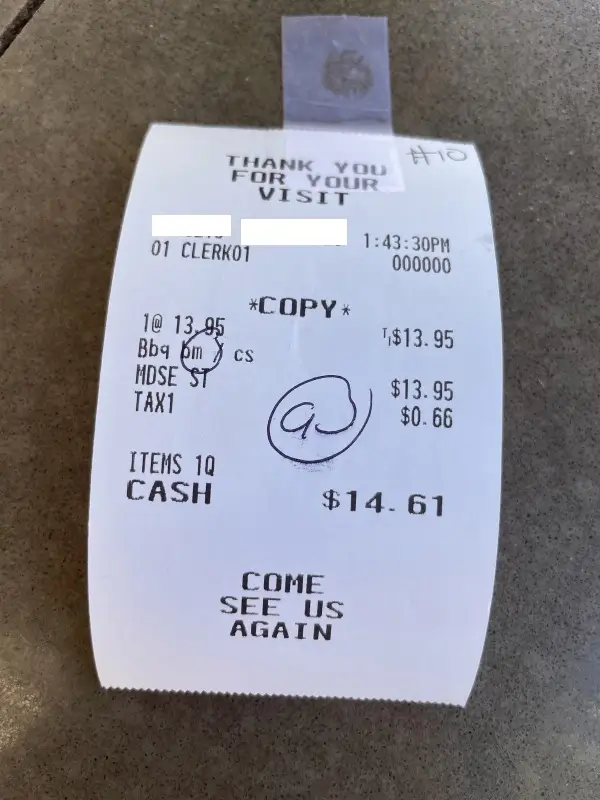 #10
THANK YOU
FOR YOUR
VISIT
1:43:30PM
01 CLERK01 000000
*COPY*
1@ 13.95 T1$13.95
Bbq bm / cs
MDSE ST $13.95
TAX1 $0.66
ITEMS 1Q
CASH $14.61
COME
SEE US
AGAIN